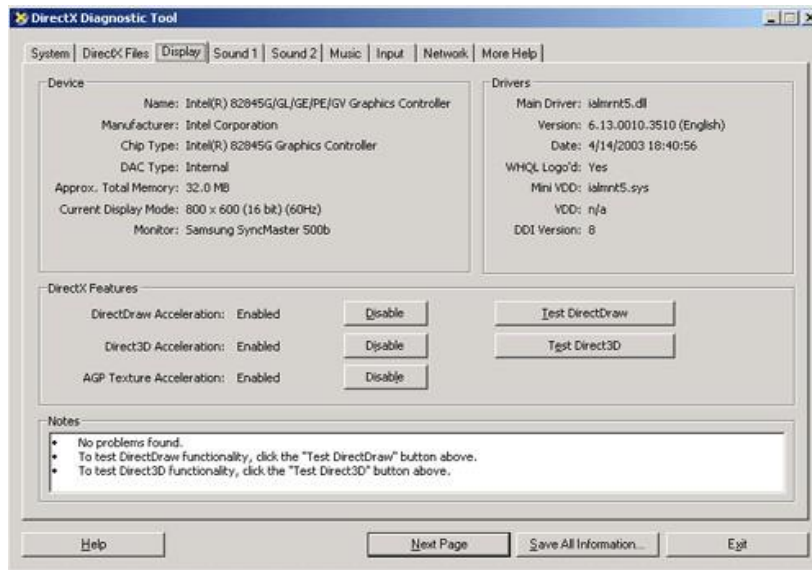 DirectX Diagnostic Tool
System DirectX Files Display Sound 1 Sound 2 Music Input Network More Help
Device
Name: Intel(R) 82845G/GL/GE/PE/GV Graphics Controller
Manufacturer: Intel Corporation
Chip Type: Intel(R) 82845G Graphics Controller
DAC Type: Internal
Approx. Total Memory: 32.0 MB
Current Display Mode: 800 x 600 (16 bit) (60Hz)
Monitor: Samsung SyncMaster 500b
Drivers
Main Driver: ialmrnt5.dll
Version: 6.13.0010.3510 (English)
Date: 4/14/2003 18:40:56
WHQL Logo'd: Yes
Mini VDD: ialmnt5.sys
VDD: n/a
DDI Version: 8
DirectX Features
DirectDraw Acceleration: Enabled Disable Test DirectDraw
Direct3D Acceleration: Enabled Disable Test Direct3D
AGP Texture Acceleration: Enabled Disable
Notes
• No problems found.
• To test DirectDraw functionality, click the "Test DirectDraw" button above.
• To test Direct3D functionality, click the "Test Direct3D" button above.
Help Next Page Save All Information... Exit